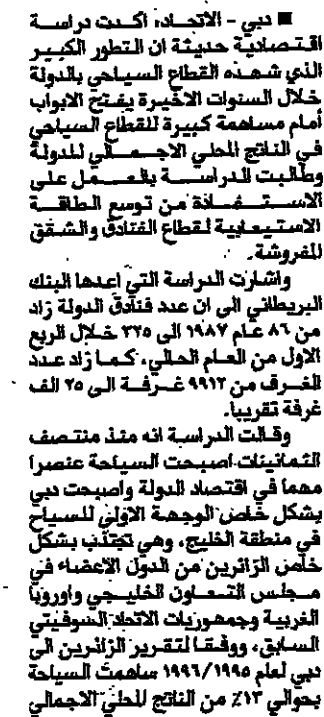 ■ دبي - الاتحاد: اكدت دراسة
اقتصادية حديثة ان التطور الكبير
الذي شهده القطاع السياحي بالدولة
خلال السنوات الاخيرة يفتح الابواب
أمام مساهمة كبيرة للقطاع السياحي
في الناتج المحلي الاجمالي للدولة
وطالبت الدراسة بالعمل على
الاستفادة من توسع الطاقة
الاستيعابية لقطاع الفنادق والشقق
المفروشة.
واشارت الدراسة التي اعدها البنك
البريطاني الى ان عدد فنادق الدولة زاد
من ٨٦ عام ١٩٨٧ الى ٢٢٥ خلال الربع
الاول من العام الحالي، كما زاد عدد
الغرف من ٩٩١٢ غرفة الى ٢٥ الف
غرفة تقريبا.
وقالت الدراسة انه منذ منتصف
الثمانينات اصبحت السياحة عنصرا
مهما في اقتصاد الدولة واصبحت دبي
بشكل خاص الوجهة الاولى للسياح
في منطقة الخليج، وهي تجتذب بشكل
خاص الزائرين من الدول الاعضاء في
مجلس التعاون الخليجي واوروبا
الغربية وجمهوريات الاتحاد السوفيتي
السابق، ووفقا لتقرير الزائرين الى
دبي لعام ١٩٩٦/١٩٩٥ ساهمت السياحة
بحوالي ١٣٪ من الناتج المحلي الاجمالي